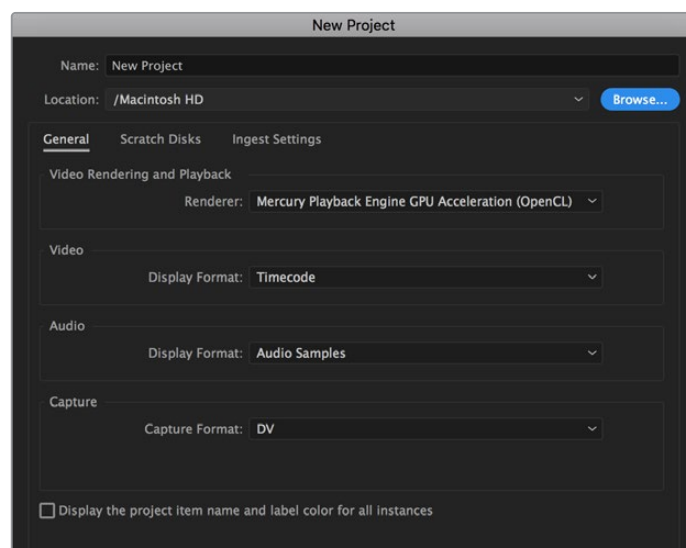 New Project
Name: New Project
Location: /Macintosh HD Browse...
General Scratch Disks Ingest Settings
Video Rendering and Playback
Renderer: Mercury Playback Engine GPU Acceleration (OpenCL)
Video
Display Format: Timecode
Audio
Display Format: Audio Samples
Capture
Capture Format: DV
Display the project item name and label color for all instances